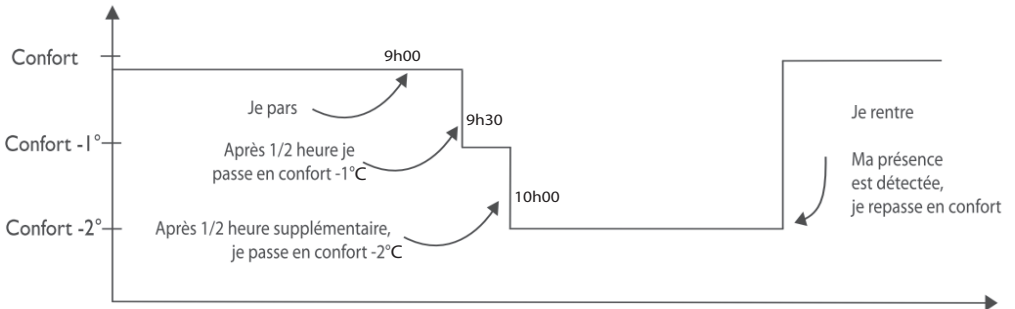 Confort
9h00
Je pars
Je rentre
9h30
Confort -1°
Après 1/2 heure je
passe en confort -1°C
Ma présence
est détectée,
je repasse en confort
10h00
Confort -2°
Après 1/2 heure supplémentaire,
je passe en confort -2°C